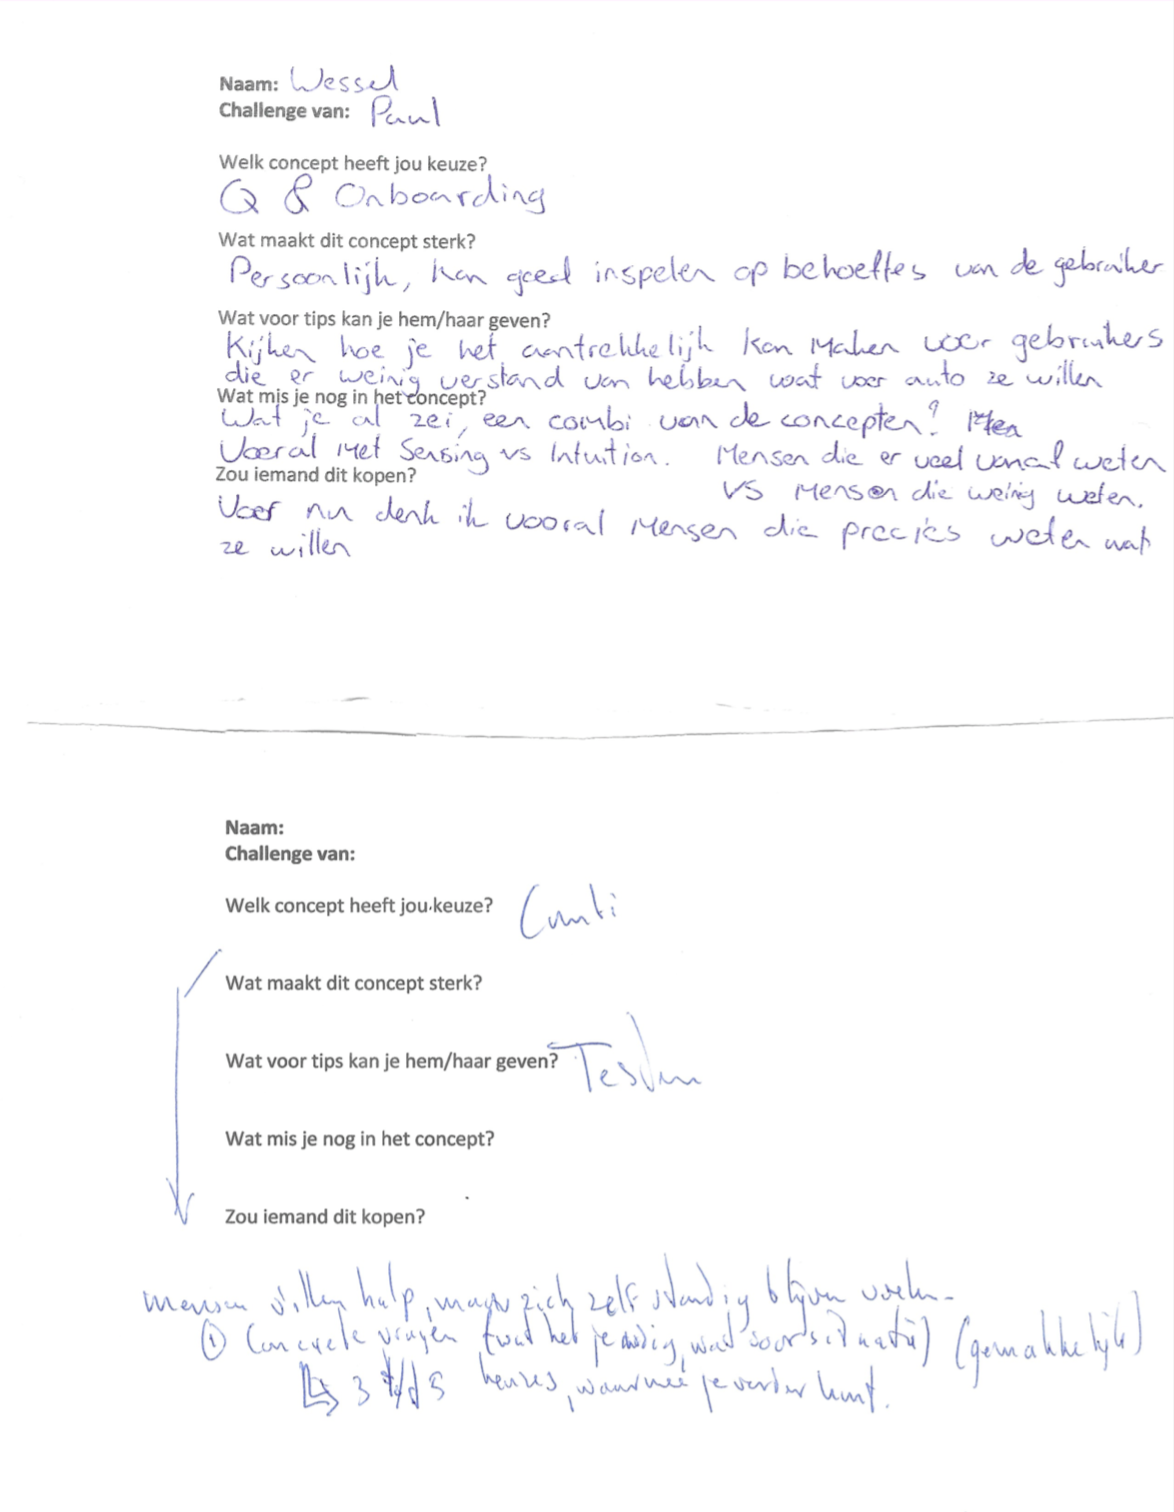 Naam: Wessel
Challenge van: Paul
Welk concept heeft jou keuze?
Q & Onboarding
Wat maakt dit concept sterk?
Persoonlijk, kan goed inspelen op behoeftes van de gebruiker
Wat voor tips kan je hem/haar geven?
Kijken hoe je het aantrekkelijk kan maken voor gebruikers
die er weinig verstand van hebben wat voor auto ze willen
Wat mis je nog in het concept?
Wat je al zei, een combi van de concepten?
Vooral met Sensing vs Intuition. Mensen die er veel vanaf weten
Zou iemand dit kopen?
VS mensen die weinig weten.
Voor nu denk ik vooral mensen die precies weten wat
ze willen
Naam:
Challenge van:
Welk concept heeft jou keuze? Combi
Wat maakt dit concept sterk?
Wat voor tips kan je hem/haar geven? Testen
Wat mis je nog in het concept?
Zou iemand dit kopen?
mensen willen hulp, maar zich zelfstandig blijven voelen.
① Concrete vragen (wat heb je nodig, wat voor situatie) (gemakkelijk)
↳ 3 t/d 5 keuzes, waarmee je verder kunt.